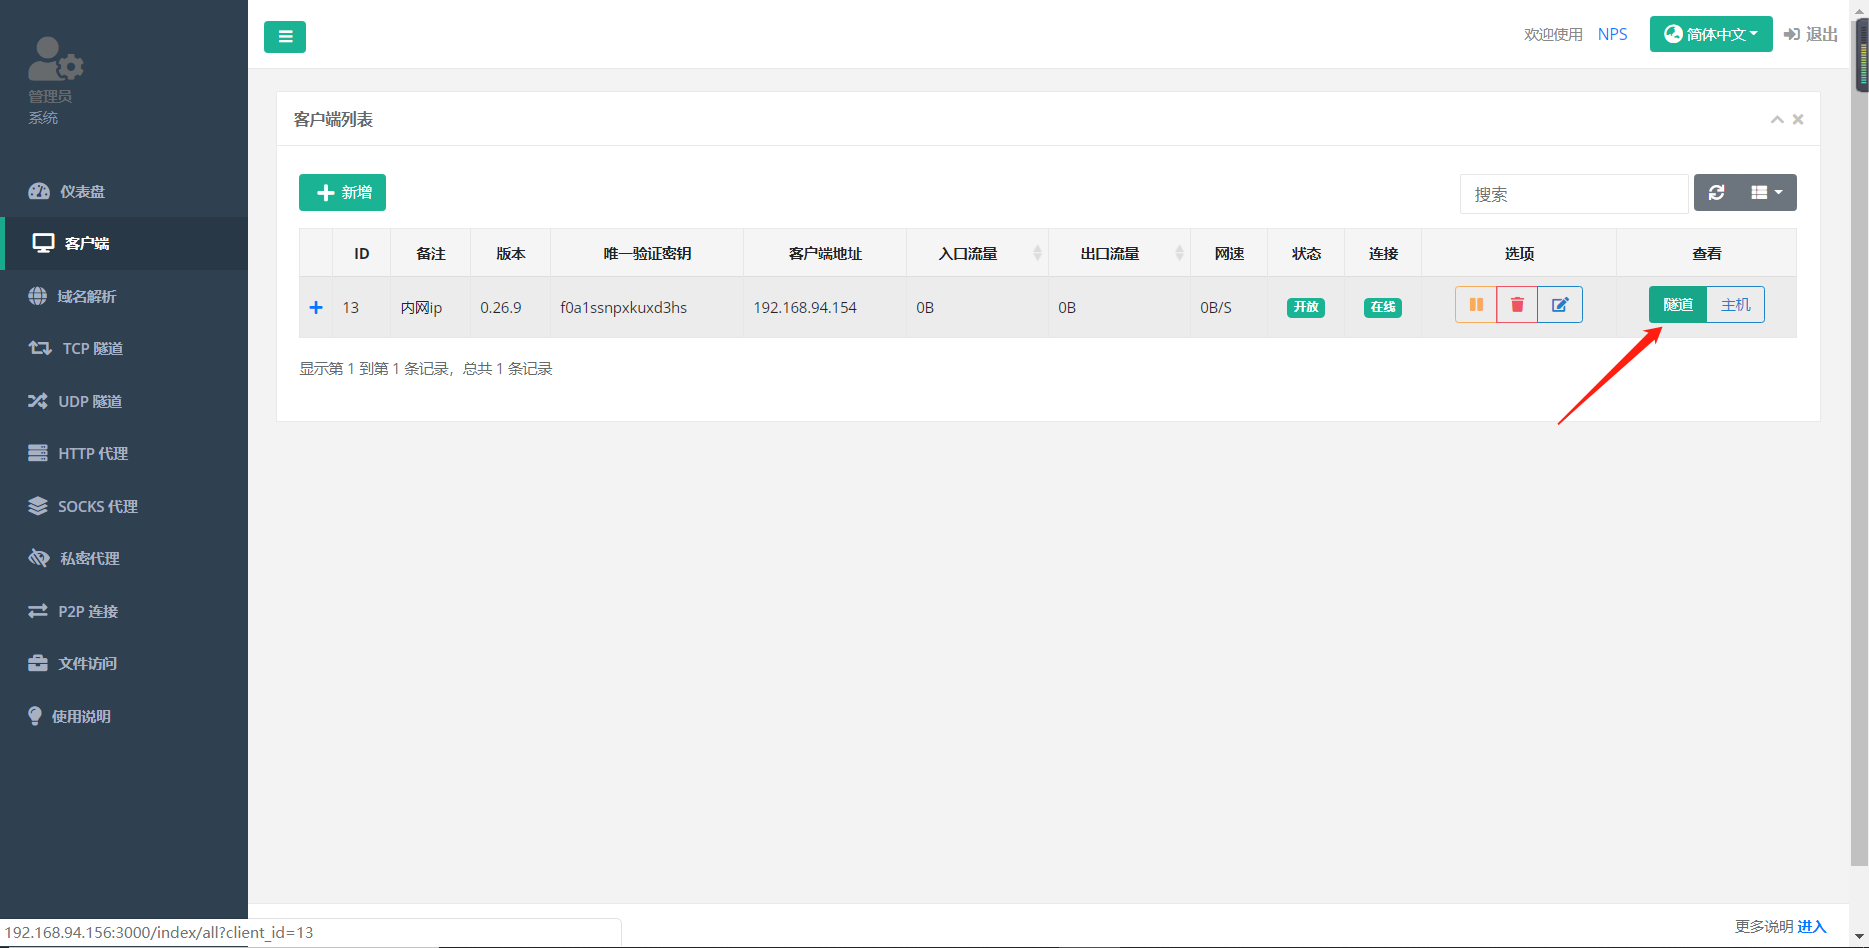 管理员
系统
仪表盘
客户端
域名解析
TCP 隧道
UDP 隧道
HTTP 代理
SOCKS 代理
私密代理
P2P 连接
文件访问
使用说明
欢迎使用 NPS 简体中文 退出
客户端列表
新增
搜索
ID 备注 版本 唯一验证密钥 客户端地址 入口流量 出口流量 网速 状态 连接 选项 查看
13 内网ip 0.26.9 f0a1ssnpxkuxd3hs 192.168.94.154 0B 0B 0B/S 开放 在线 隧道 主机
显示第 1 到第 1 条记录，总共 1 条记录
更多说明 进入
192.168.94.156:3000/index/all?client_id=13